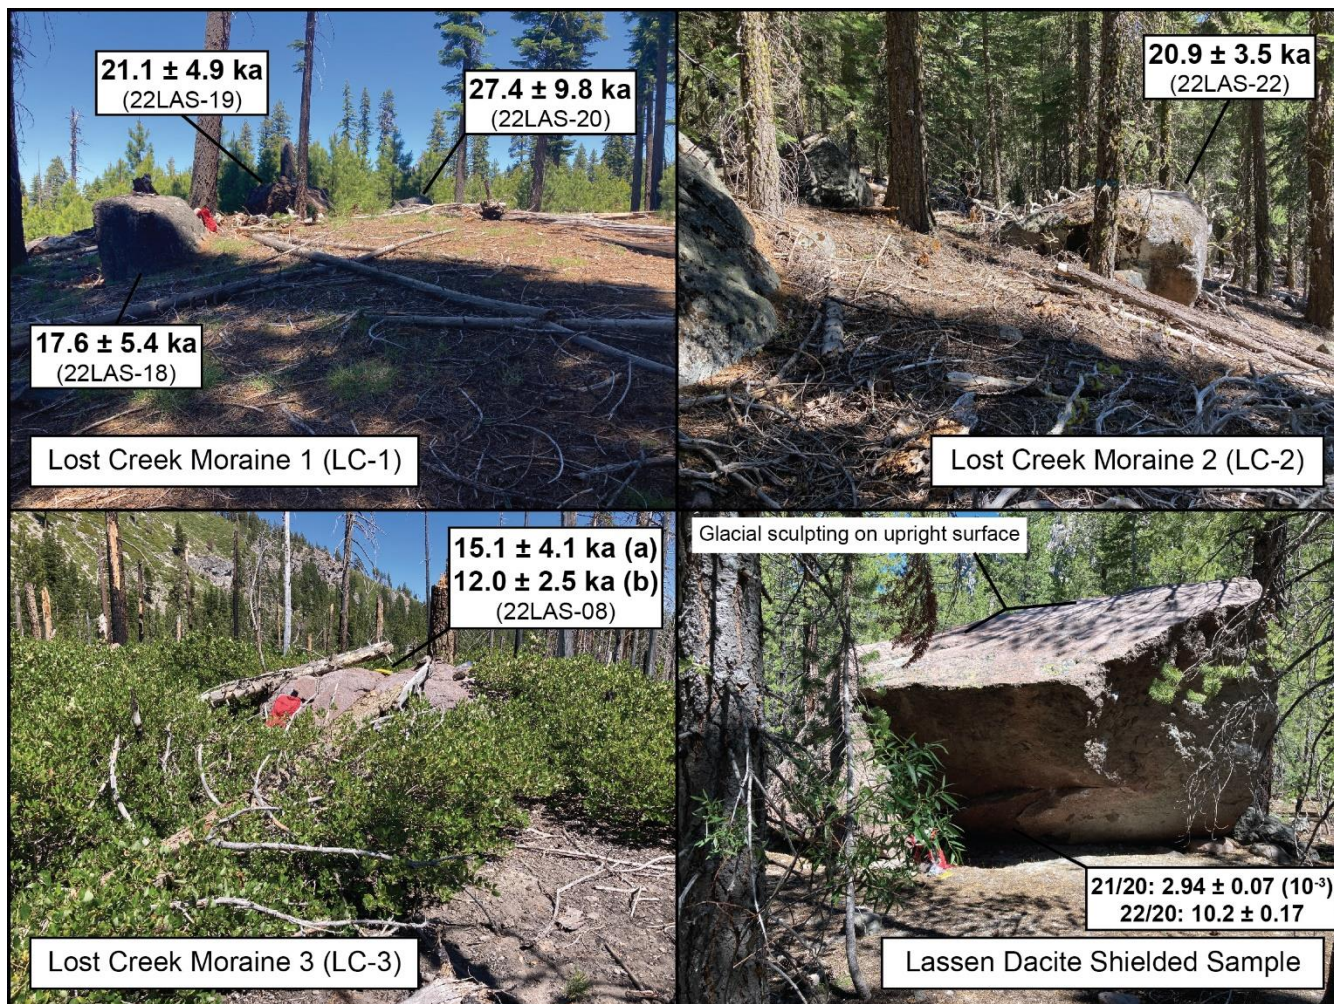 21.1 ± 4.9 ka
(22LAS-19)
27.4 ± 9.8 ka
(22LAS-20)
17.6 ± 5.4 ka
(22LAS-18)
Lost Creek Moraine 1 (LC-1)
20.9 ± 3.5 ka
(22LAS-22)
Lost Creek Moraine 2 (LC-2)
15.1 ± 4.1 ka (a)
12.0 ± 2.5 ka (b)
(22LAS-08)
Lost Creek Moraine 3 (LC-3)
Glacial sculpting on upright surface
21/20: 2.94 ± 0.07 (10⁻³)
22/20: 10.2 ± 0.17
Lassen Dacite Shielded Sample